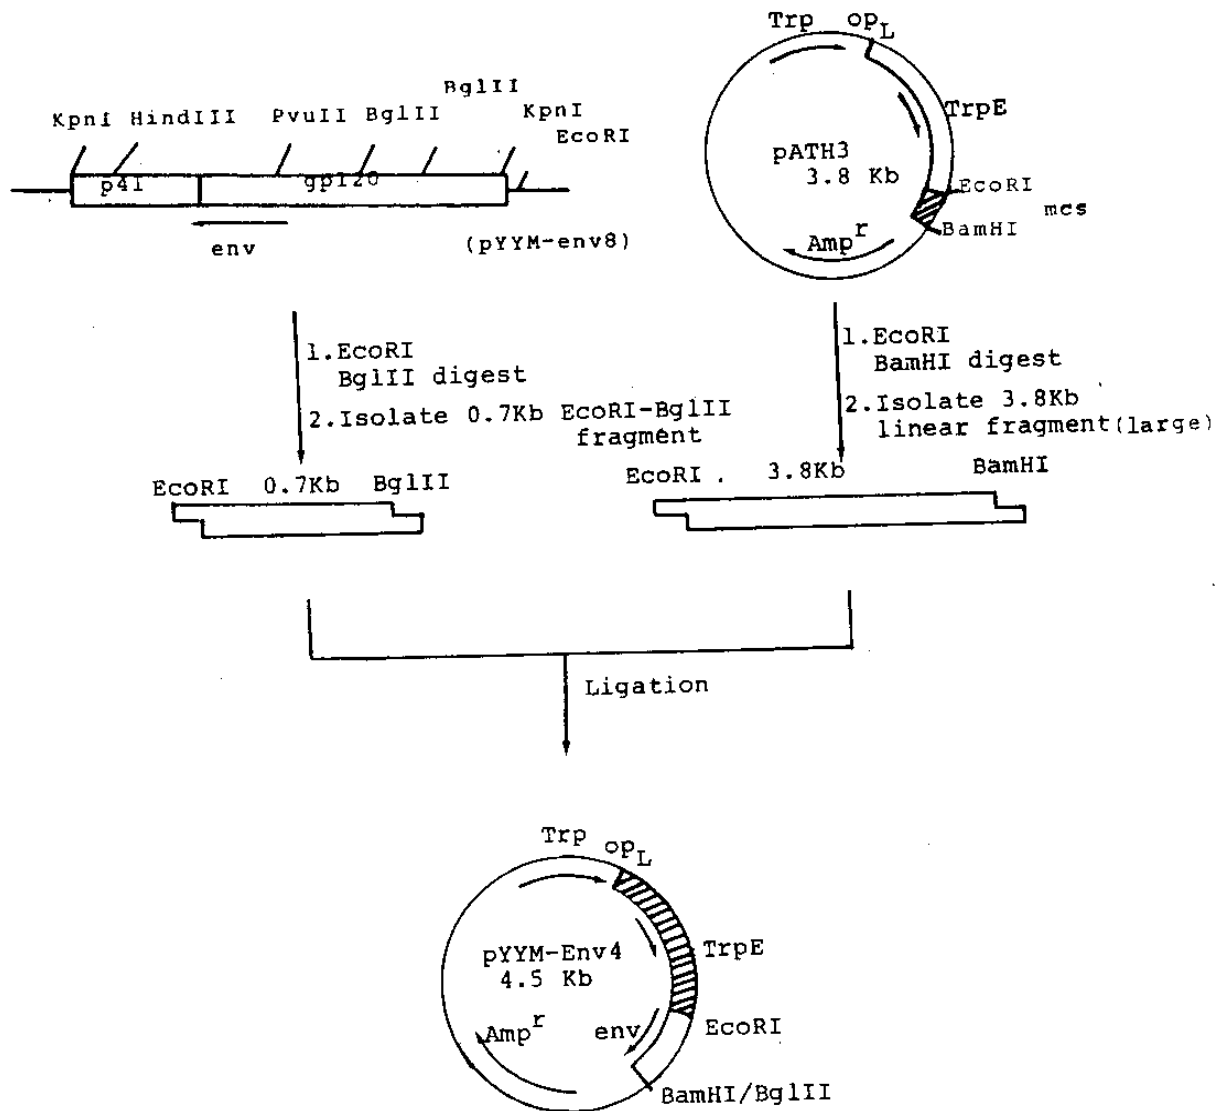 KpnI HindIII PvuII BglII BglII KpnI
EcoRI
p41 gp120
env
(pYYM-env8)
Trp opL
TrpE
pATH3
3.8 Kb
EcoRI
mcs
BamHI
Ampr
1.EcoRI
BglII digest
2.Isolate 0.7Kb EcoRI-BglII
fragment
1.EcoRI
BamHI digest
2.Isolate 3.8Kb
linear fragment(large)
EcoRI 0.7Kb BglII
EcoRI . 3.8Kb BamHI
Ligation
Trp opL
TrpE
pYYM-Env4
4.5 Kb
Ampr env
EcoRI
BamHI/BglII